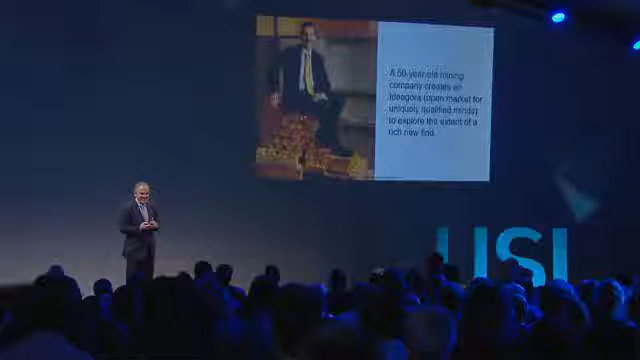 A 50-year-old mining
company creates an
Ideagora (open market for
uniquely qualified minds)
to explore the extent of a
rich new find.
USI